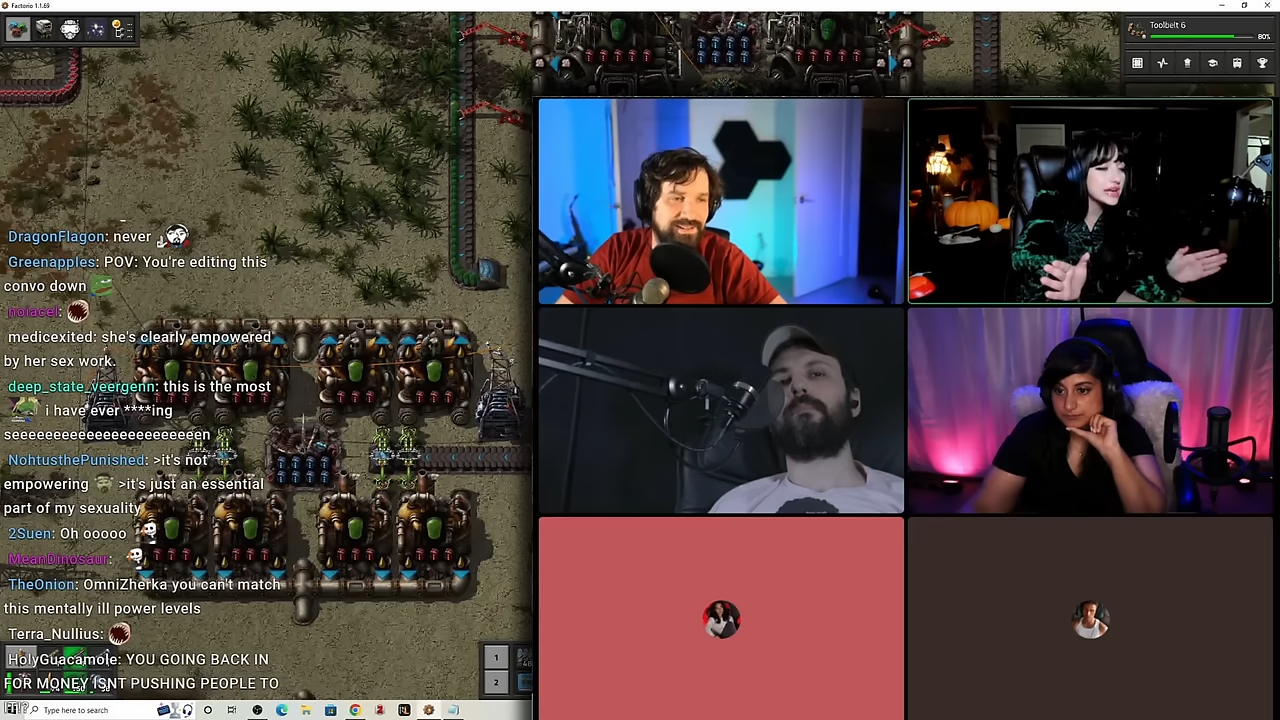 Factorio 1.1.69
Toolbelt 6
80%
DragonFlagon: never
Greenapples: POV: You're editing this
convo down
nolacel:
medicexited: she's clearly empowered
by her sex work.
deep_state_veergenn: this is the most
i have ever ****ing
seeeeeeeeeeeeeeeeeeeeeeen
NohtusthePunished: >it's not
empowering >it's just an essential
part of my sexuality
2Suen: Oh ooooo
MeanDinosaur:
TheOnion: OmniZherka you can't match
this mentally ill power levels
Terra_Nullius:
HolyGuacamole: YOU GOING BACK IN
FOR MONEY ISNT PUSHING PEOPLE TO
1
2
Type here to search